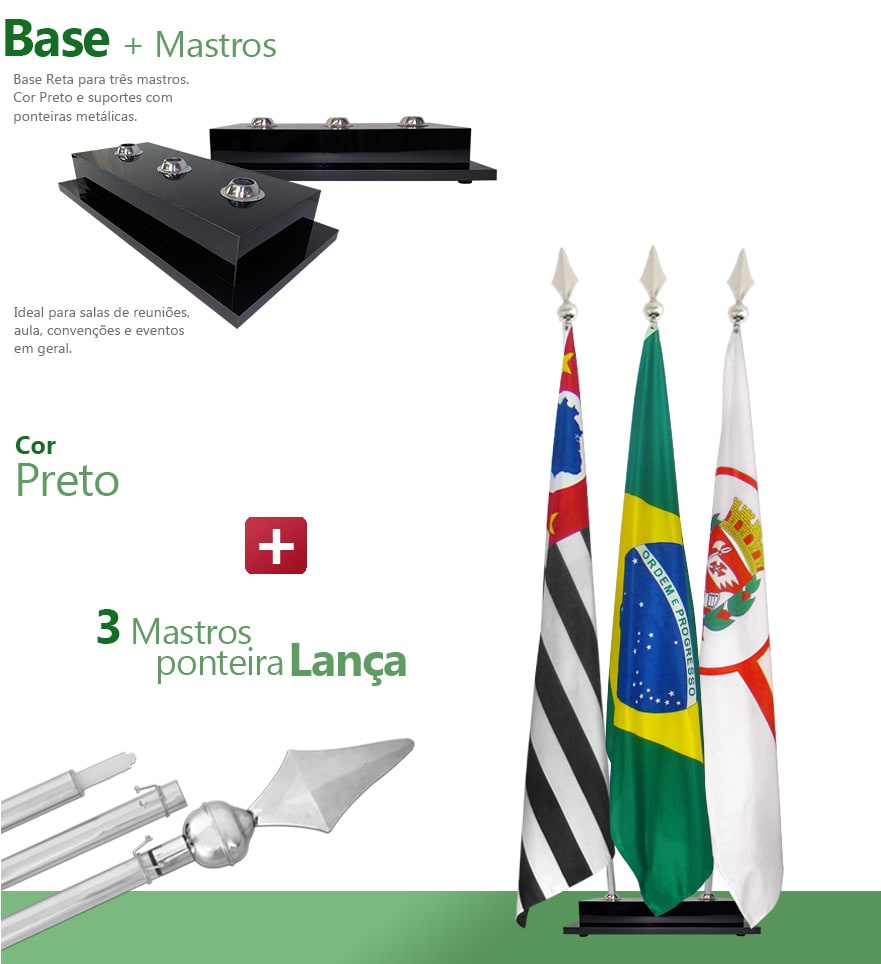 Base + Mastros
Base Reta para três mastros.
Cor Preto e suportes com
ponteiras metálicas.
Ideal para salas de reuniões,
aula, convenções e eventos
em geral.
Cor
Preto
3 Mastros
ponteira Lança
ORDEM E PROGRESSO